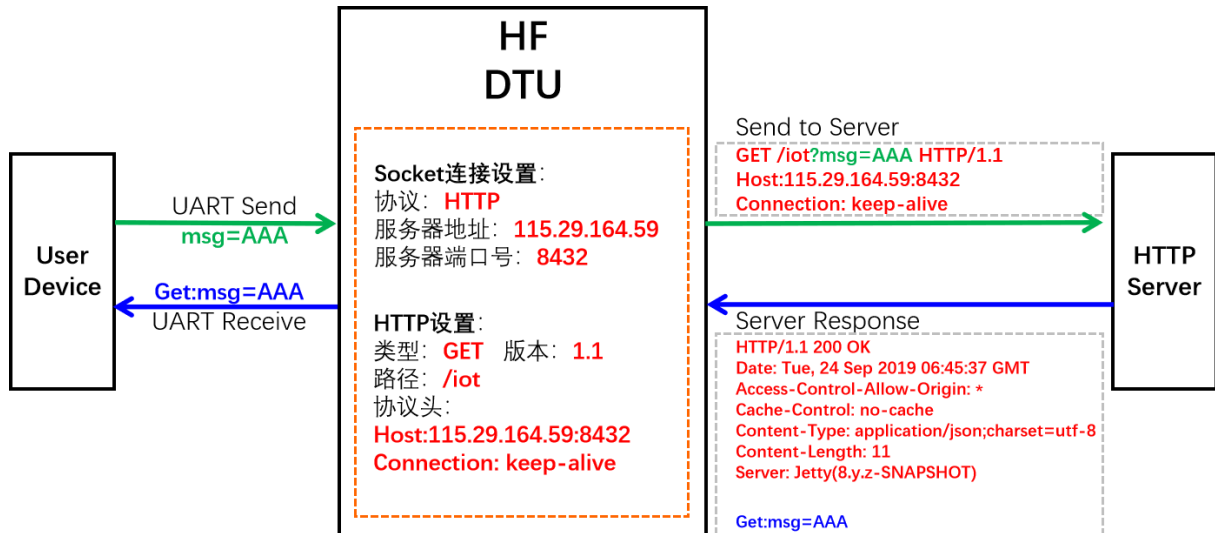 HF
DTU
User
Device
UART Send
msg=AAA
Get:msg=AAA
UART Receive
Socket连接设置：
协议：HTTP
服务器地址：115.29.164.59
服务器端口号：8432
HTTP设置：
类型：GET 版本：1.1
路径：/iot
协议头：
Host:115.29.164.59:8432
Connection: keep-alive
Send to Server
GET /iot?msg=AAA HTTP/1.1
Host:115.29.164.59:8432
Connection: keep-alive
Server Response
HTTP/1.1 200 OK
Date: Tue, 24 Sep 2019 06:45:37 GMT
Access-Control-Allow-Origin: *
Cache-Control: no-cache
Content-Type: application/json;charset=utf-8
Content-Length: 11
Server: Jetty(8.y.z-SNAPSHOT)
Get:msg=AAA
HTTP
Server